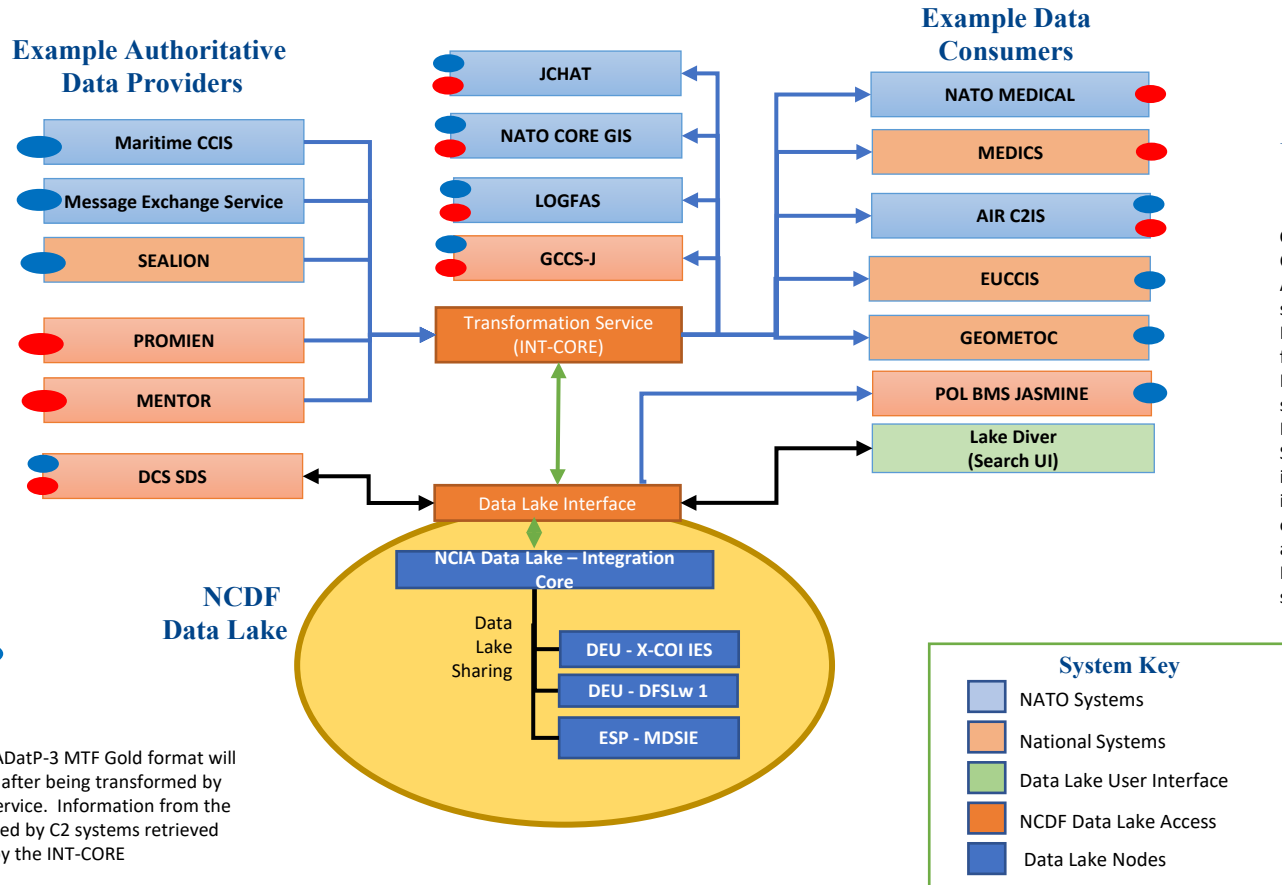 Example Authoritative
Data Providers
Maritime CCIS
Message Exchange Service
SEALION
PROMIEN
MENTOR
DCS SDS
JCHAT
NATO CORE GIS
LOGFAS
GCCS-J
Transformation Service
(INT-CORE)
Data Lake Interface
Example Data
Consumers
NATO MEDICAL
MEDICS
AIR C2IS
EUCCIS
GEOMETOC
POL BMS JASMINE
Lake Diver
(Search UI)
NCDF
Data Lake
NCIA Data Lake – Integration
Core
Data
Lake
Sharing
DEU - X-COI IES
DEU - DFSLw 1
ESP - MDSIE
ADatP-3 MTF Gold format will
after being transformed by
ervice. Information from the
ed by C2 systems retrieved
by the INT-CORE
System Key
NATO Systems
National Systems
Data Lake User Interface
NCDF Data Lake Access
Data Lake Nodes